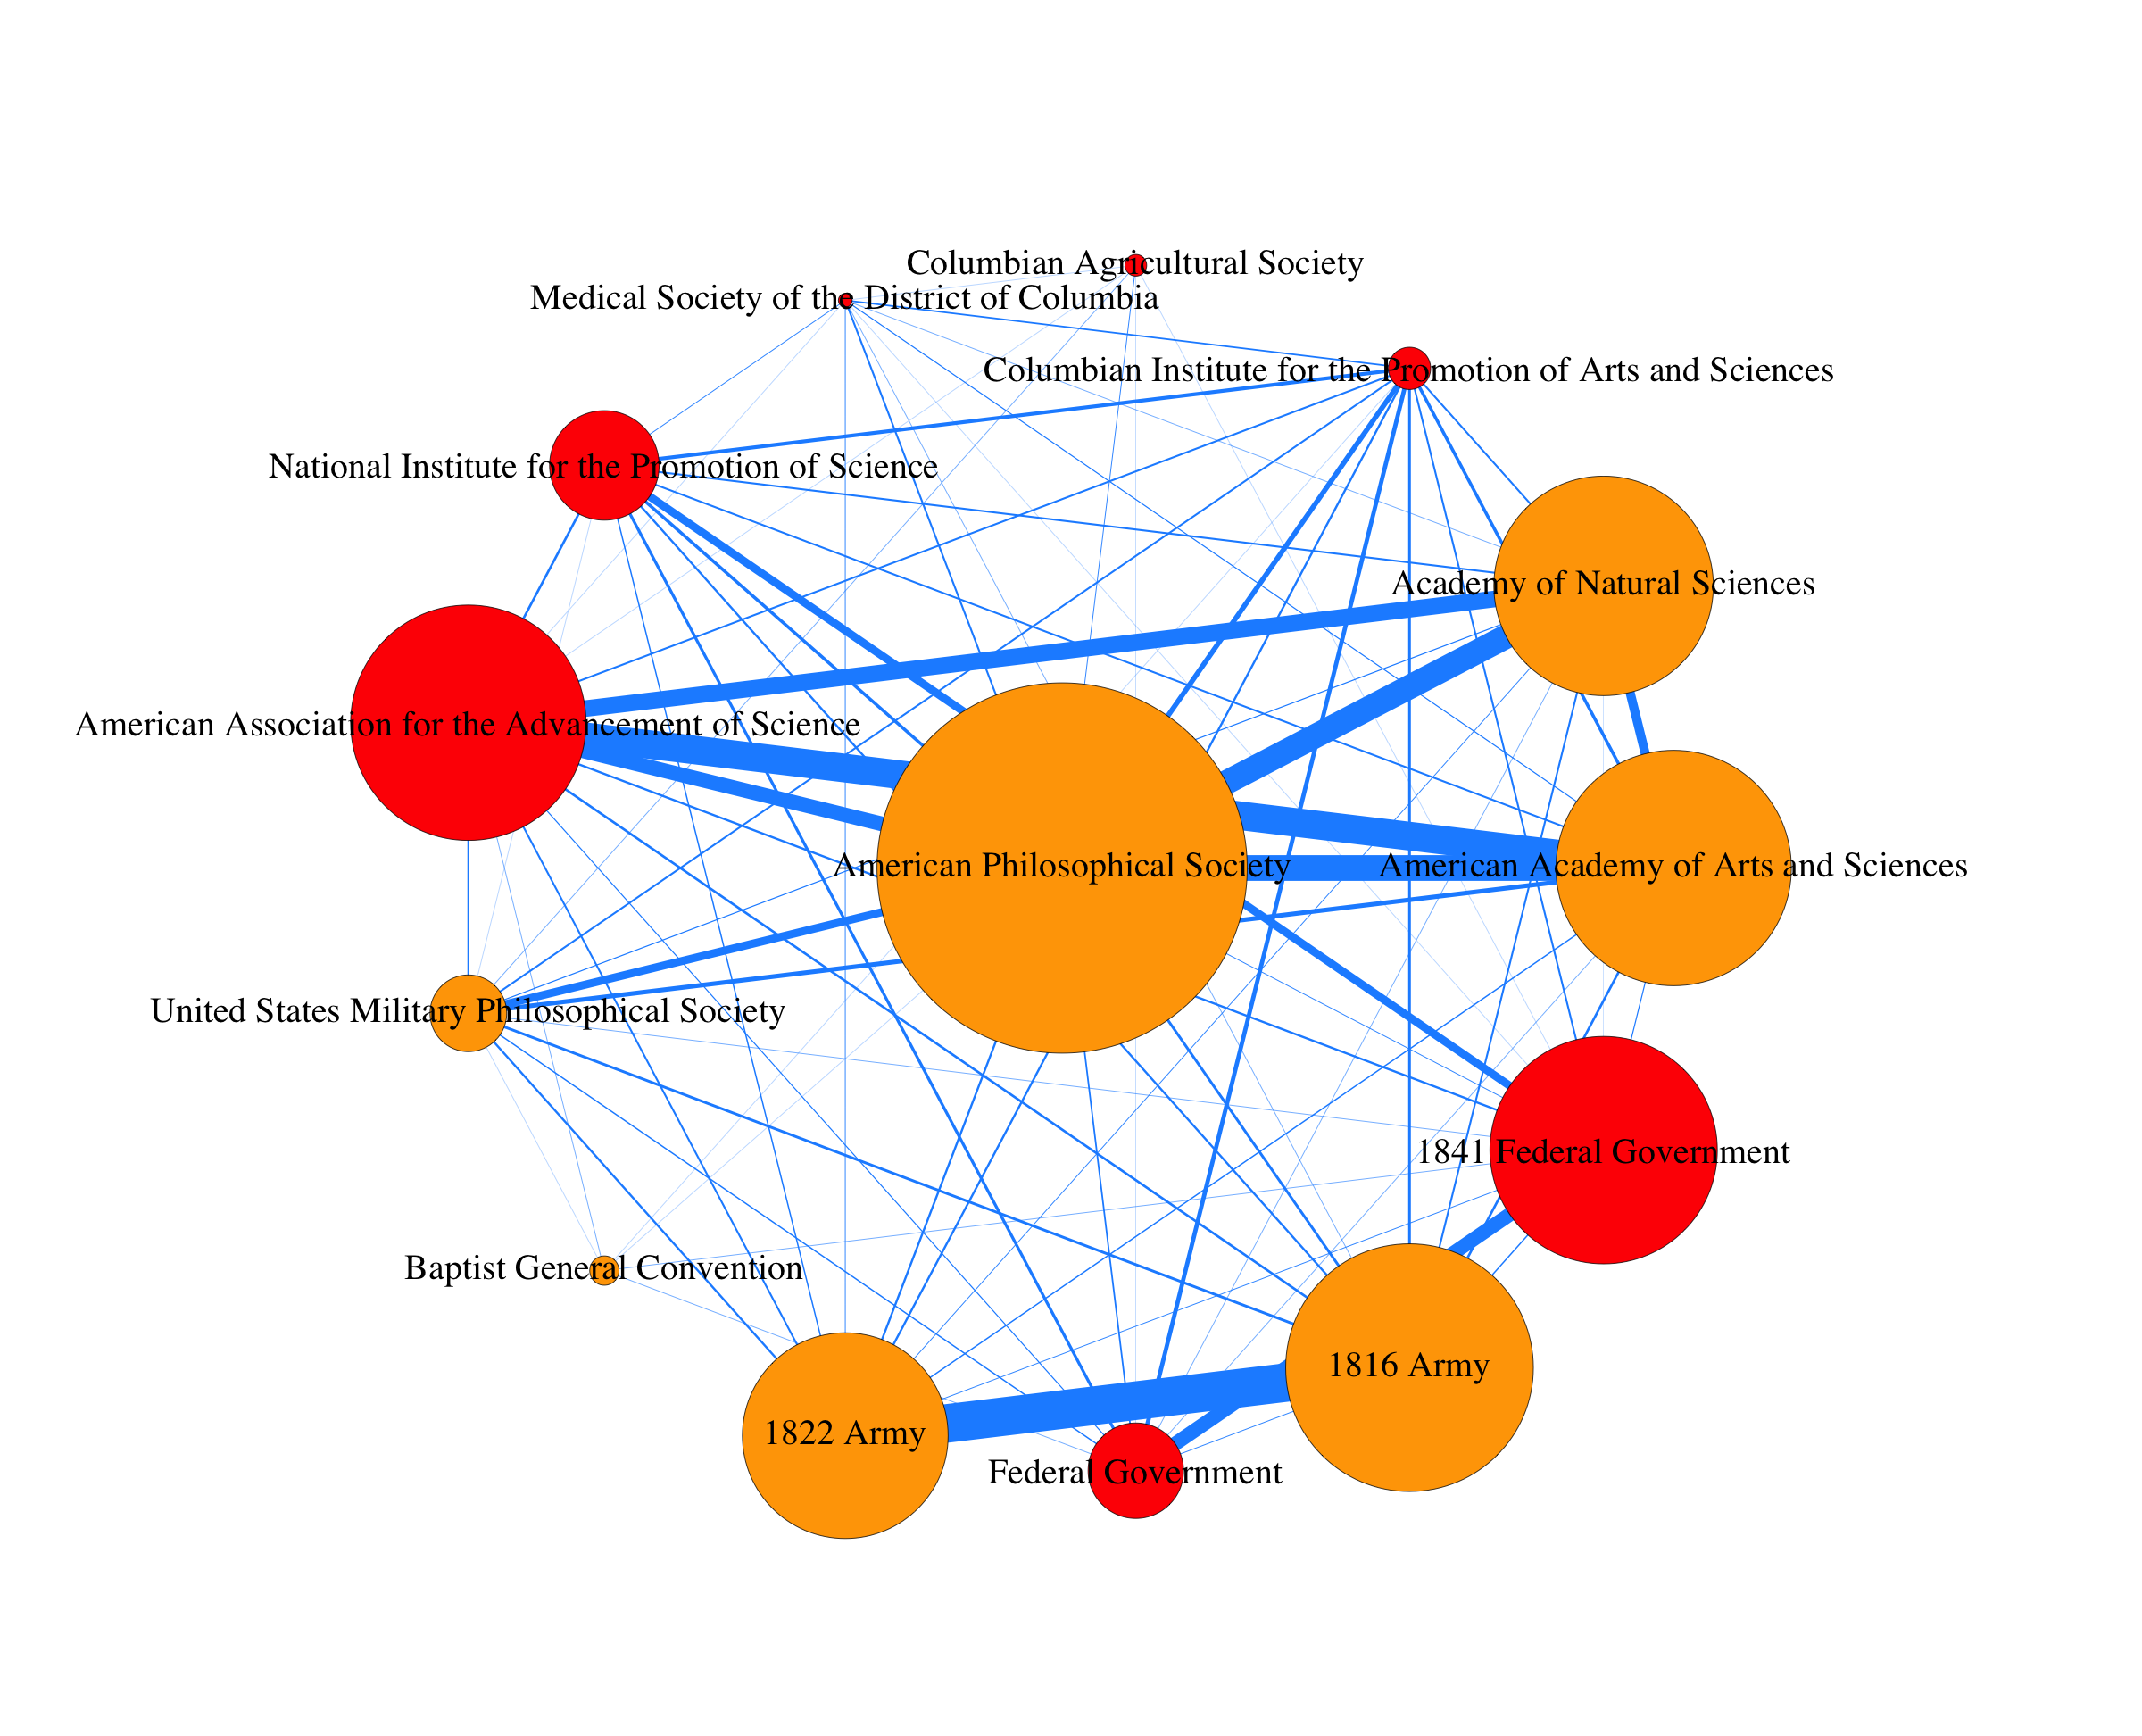 Columbian Agricultural Society
Medical Society of the District of Columbia
Columbian Institute for the Promotion of Arts and Sciences
National Institute for the Promotion of Science
Academy of Natural Sciences
American Association for the Advancement of Science
American Philosophical Society
American Academy of Arts and Sciences
United States Military Philosophical Society
1841 Federal Government
Baptist General Convention
1816 Army
1822 Army
Federal Government